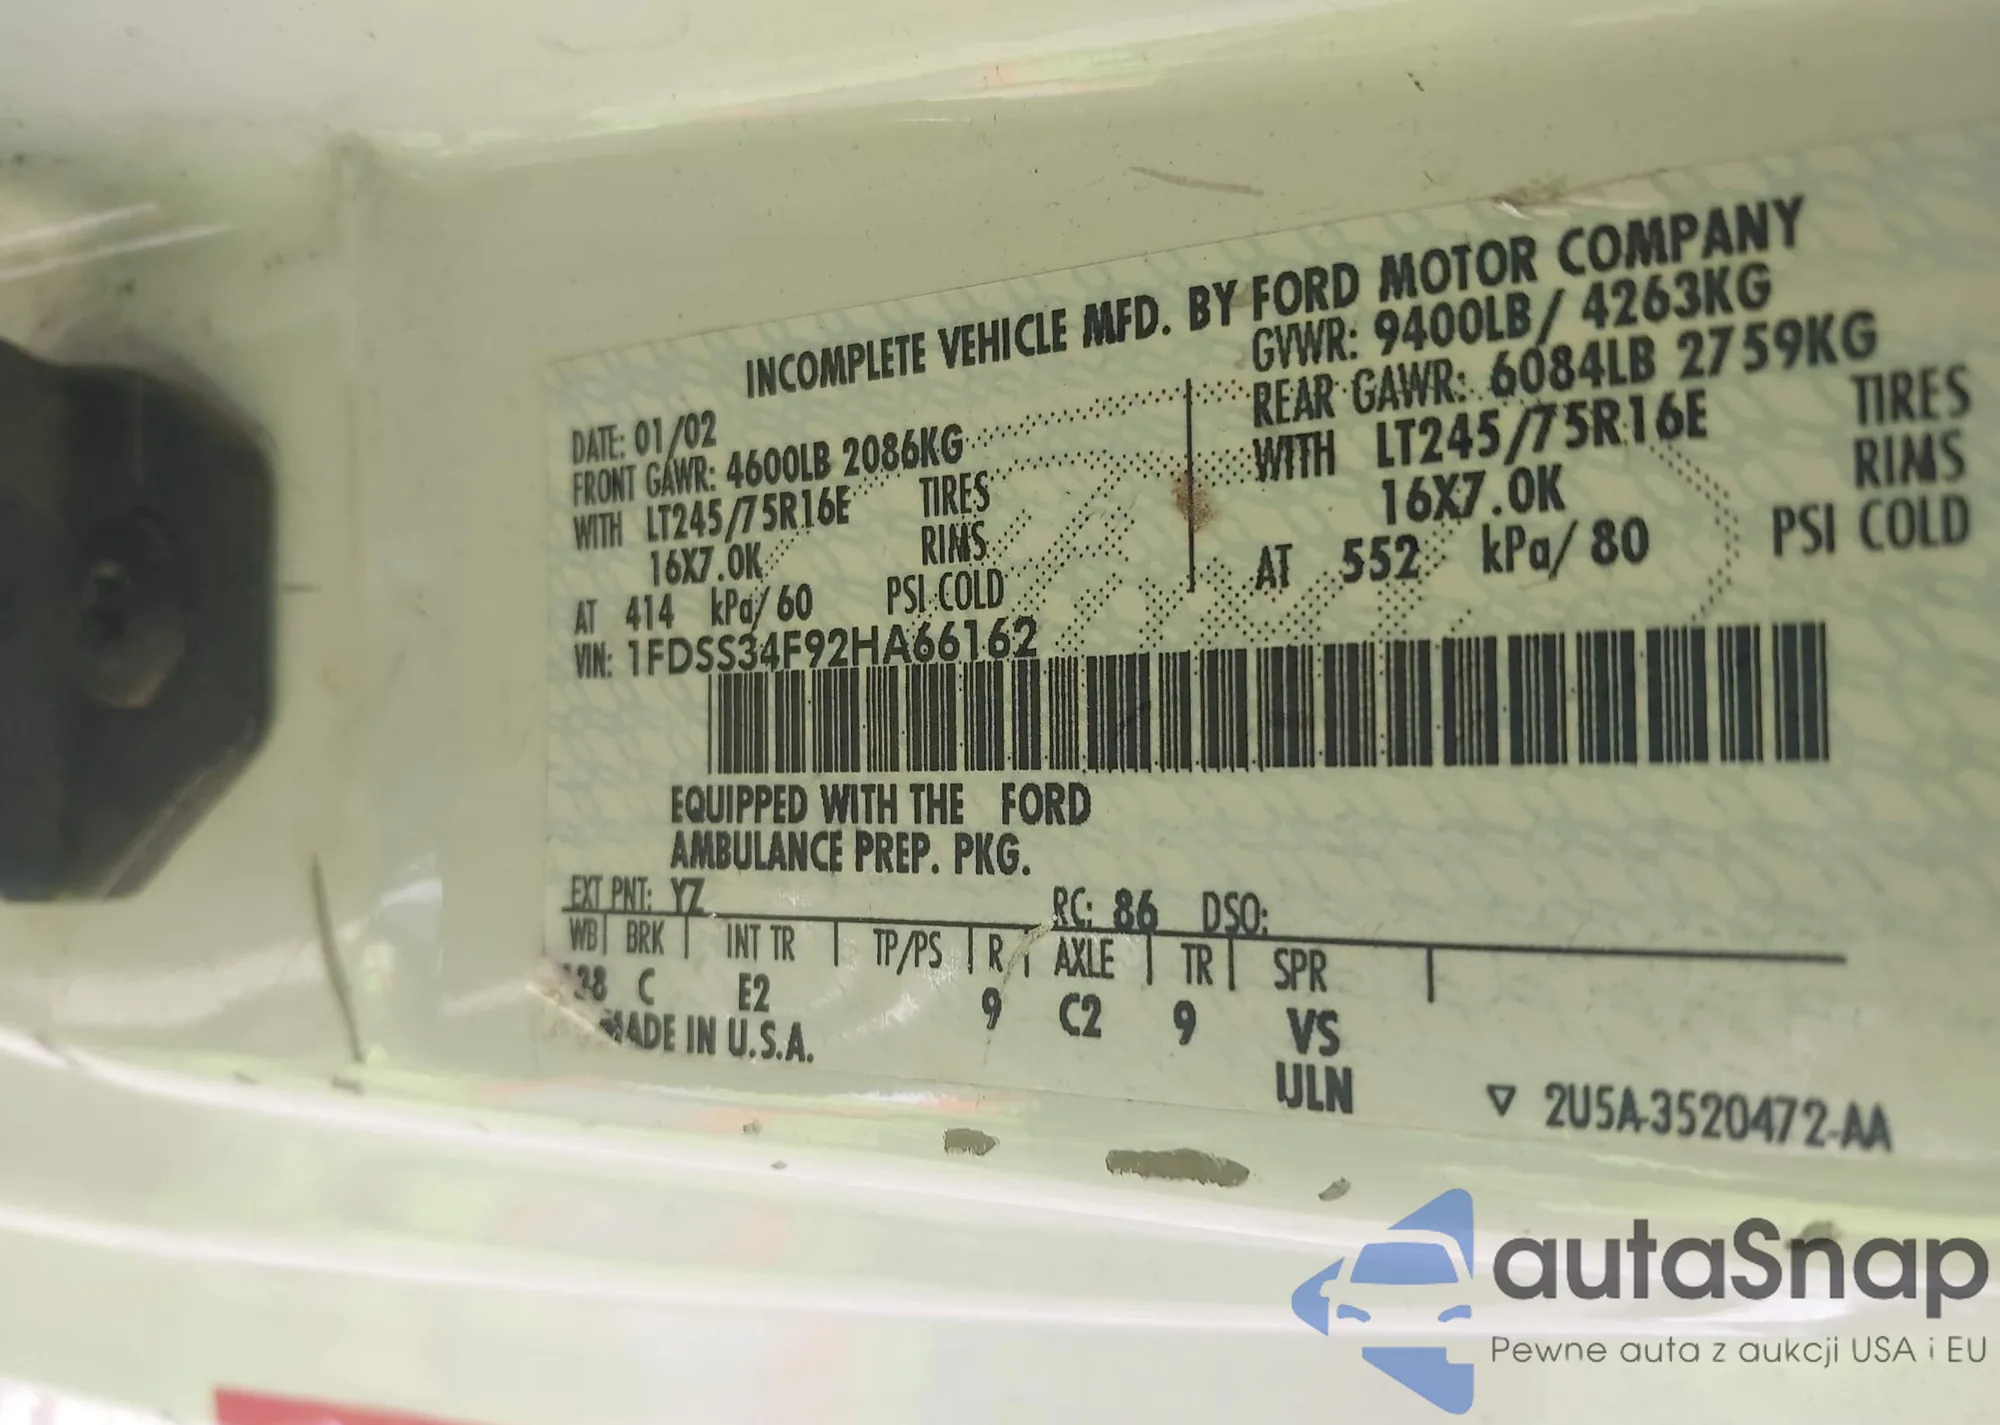 INCOMPLETE VEHICLE MFD. BY FORD MOTOR COMPANY
DATE: 01/02
GVWR: 9400LB/ 4263KG
FRONT GAWR: 4600LB 2086KG
REAR GAWR: 6084LB 2759KG
WITH LT245/75R16E TIRES
WITH LT245/75R16E TIRES
16X7.0K RIMS
16X7.0K RIMS
AT 414 kPa/ 60 PSI COLD
AT 552 kPa/ 80 PSI COLD
VIN: 1FDSS34F92HA66162
EQUIPPED WITH THE FORD
AMBULANCE PREP. PKG.
EXT PNT: YZ RC: 86 DSO:
WB BRK INT TR TP/PS R AXLE TR SPR
138 C E2 9 C2 9 VS
MADE IN U.S.A. ULN
▽ 2U5A-3520472-AA
autaSnap
Pewne auta z aukcji USA i EU